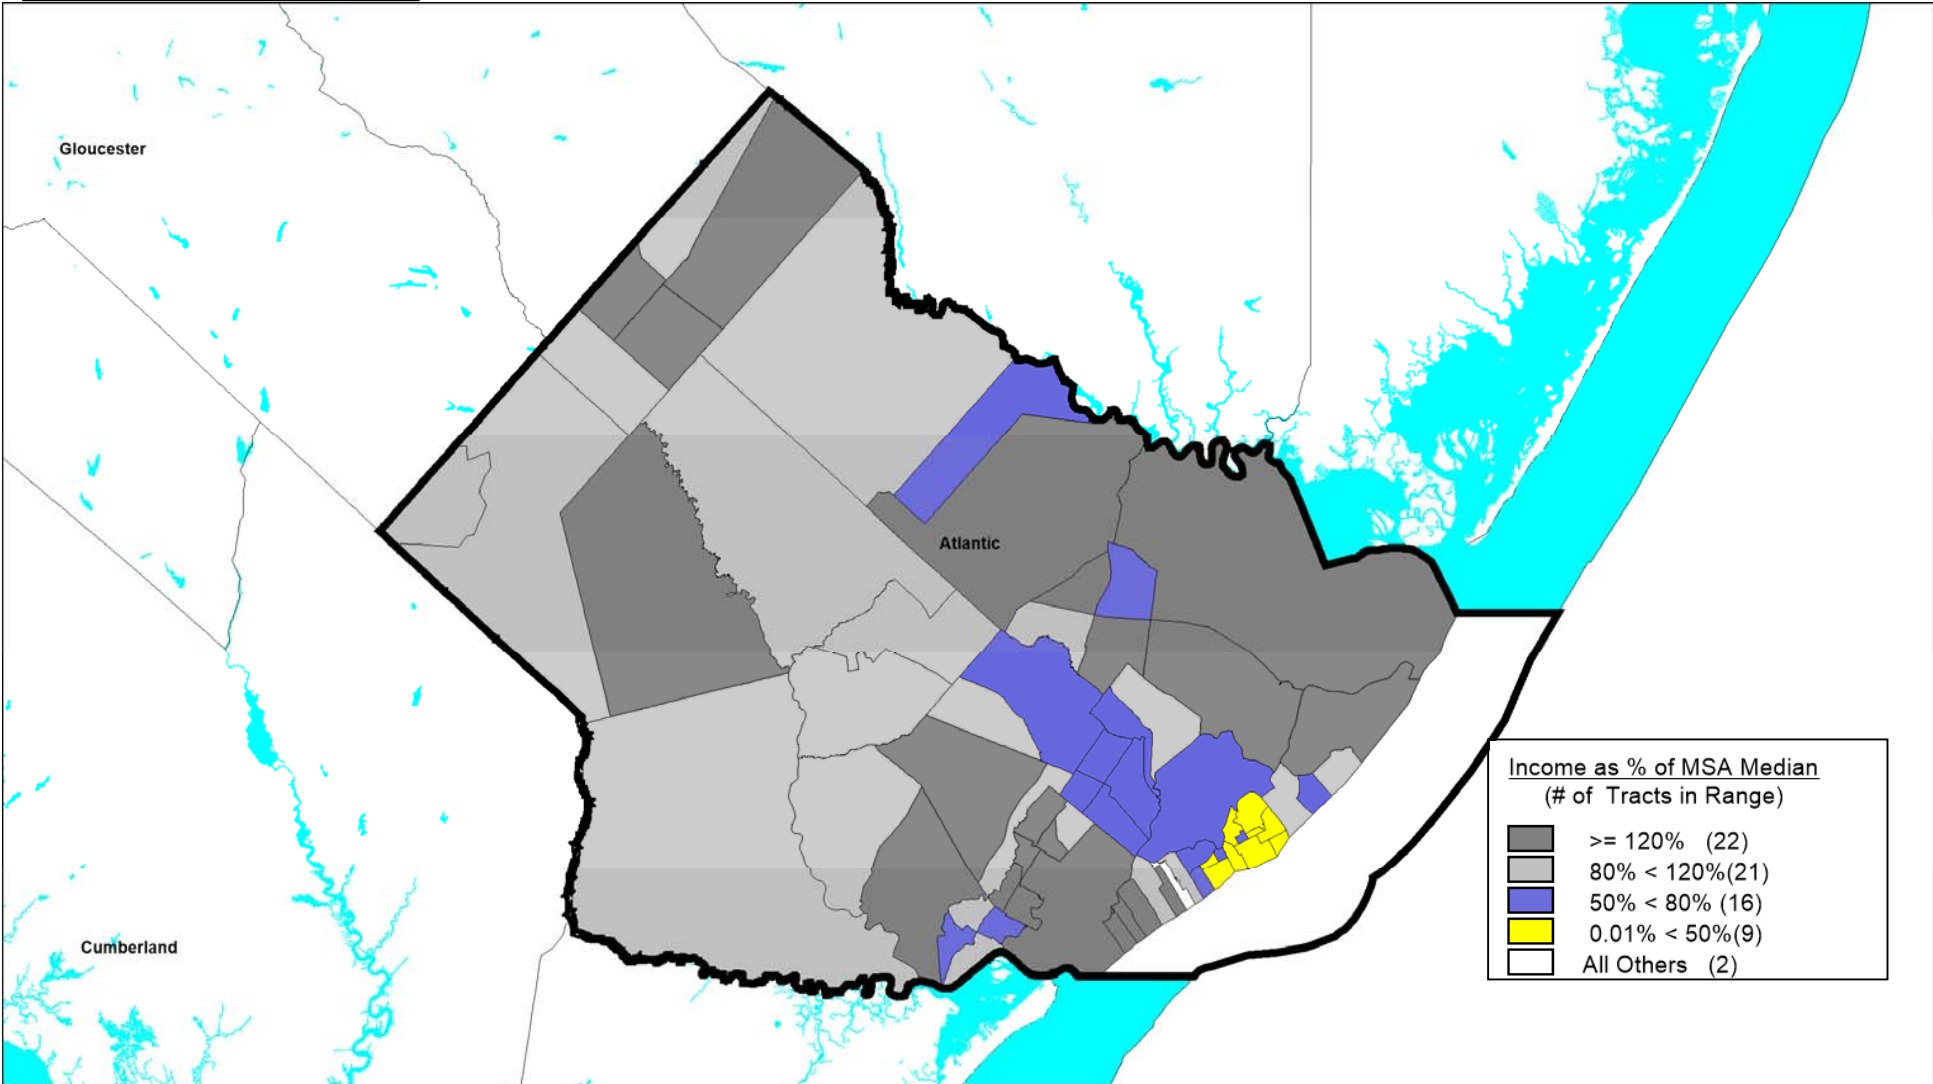 Gloucester
Atlantic
Cumberland
Income as % of MSA Median
(# of Tracts in Range)
>= 120% (22)
80% < 120%(21)
50% < 80% (16)
0.01% < 50%(9)
All Others (2)